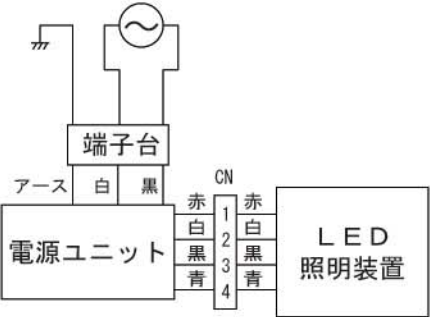 端子台
アース 白 黒
CN
赤 1 赤
白 2 白
黒 3 黒
青 4 青
電源ユニット
LED
照明装置